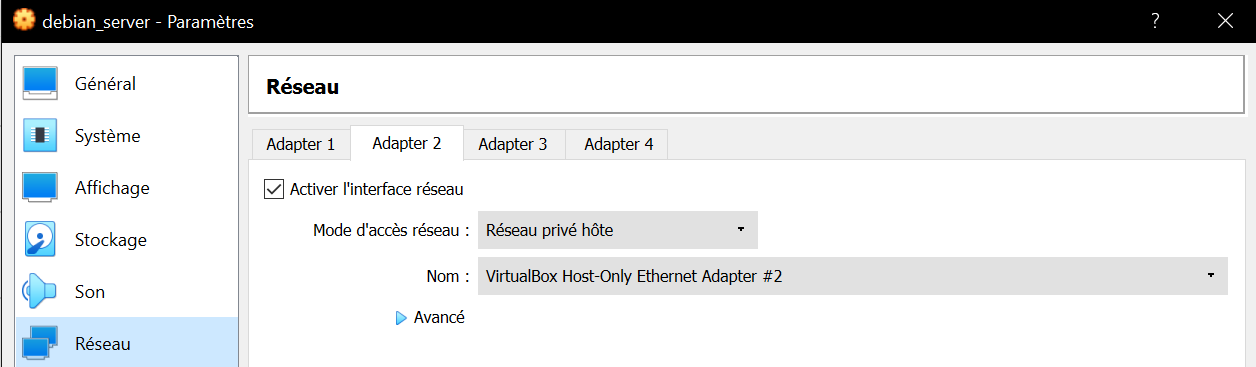 debian_server - Paramètres ?
Général
Système
Affichage
Stockage
Son
Réseau
Réseau
Adapter 1 Adapter 2 Adapter 3 Adapter 4
Activer l'interface réseau
Mode d'accès réseau : Réseau privé hôte
Nom : VirtualBox Host-Only Ethernet Adapter #2
Avancé